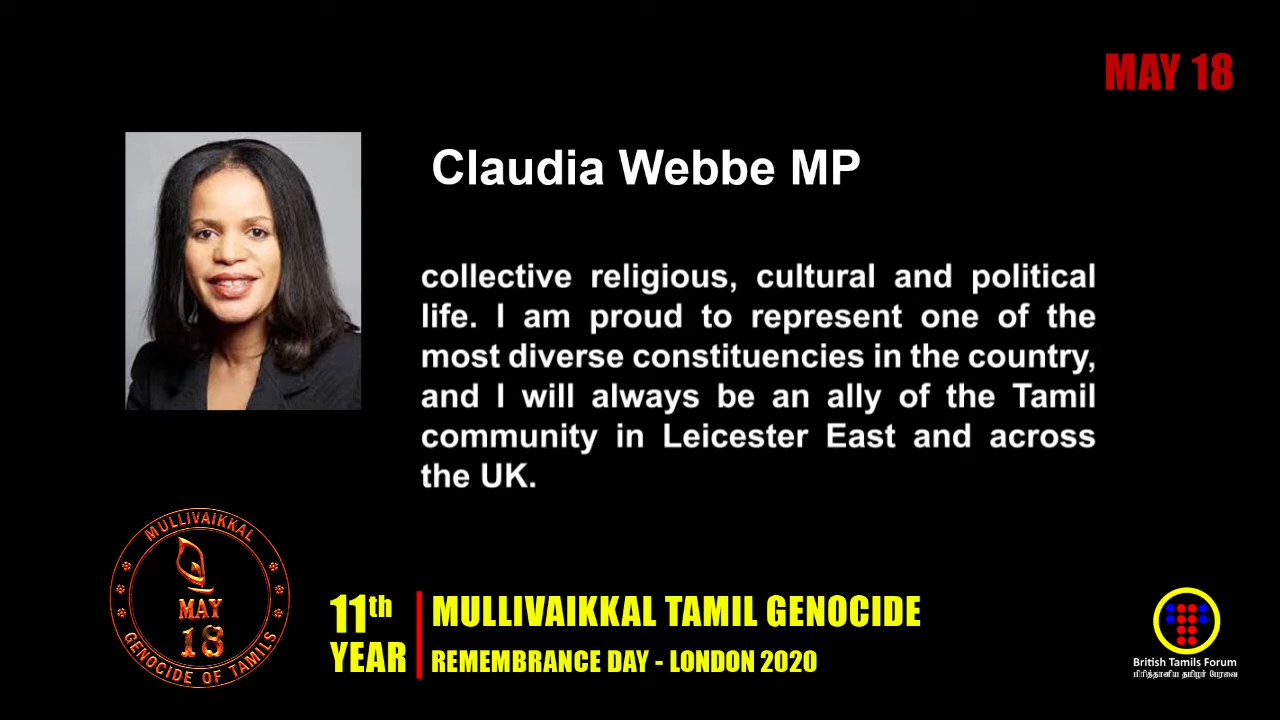 MAY 18
Claudia Webbe MP
collective religious, cultural and political
life. I am proud to represent one of the
most diverse constituencies in the country,
and I will always be an ally of the Tamil
community in Leicester East and across
the UK.
MULLIVAIKKAL
MAY
18
GENOCIDE OF TAMILS
11th
YEAR
MULLIVAIKKAL TAMIL GENOCIDE
REMEMBRANCE DAY - LONDON 2020
British Tamils Forum
பிரித்தானிய தமிழர் பேரவை